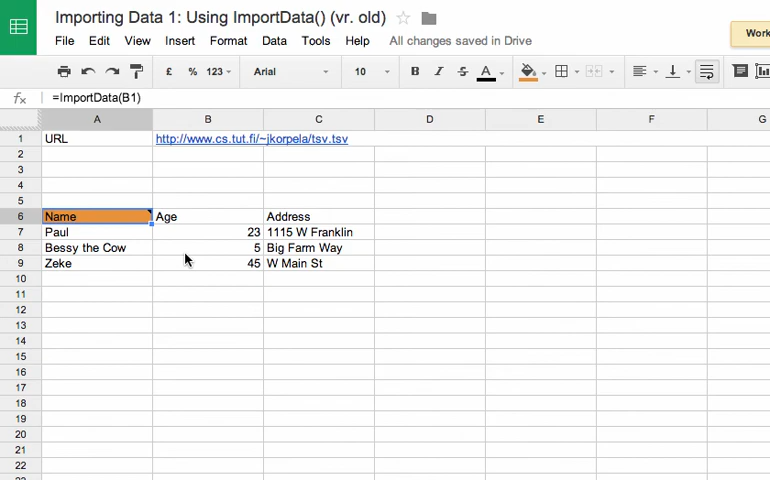 Importing Data 1: Using ImportData() (vr. old)
File Edit View Insert Format Data Tools Help All changes saved in Drive
Work
£ % 123 Arial 10 B I S A
fx =ImportData(B1)
A B C D E F G
1 URL http://www.cs.tut.fi/~jkorpela/tsv.tsv
2
3
4
5
6 Name Age Address
7 Paul 23 1115 W Franklin
8 Bessy the Cow 5 Big Farm Way
9 Zeke 45 W Main St
10
11
12
13
14
15
16
17
18
19
20
21
22